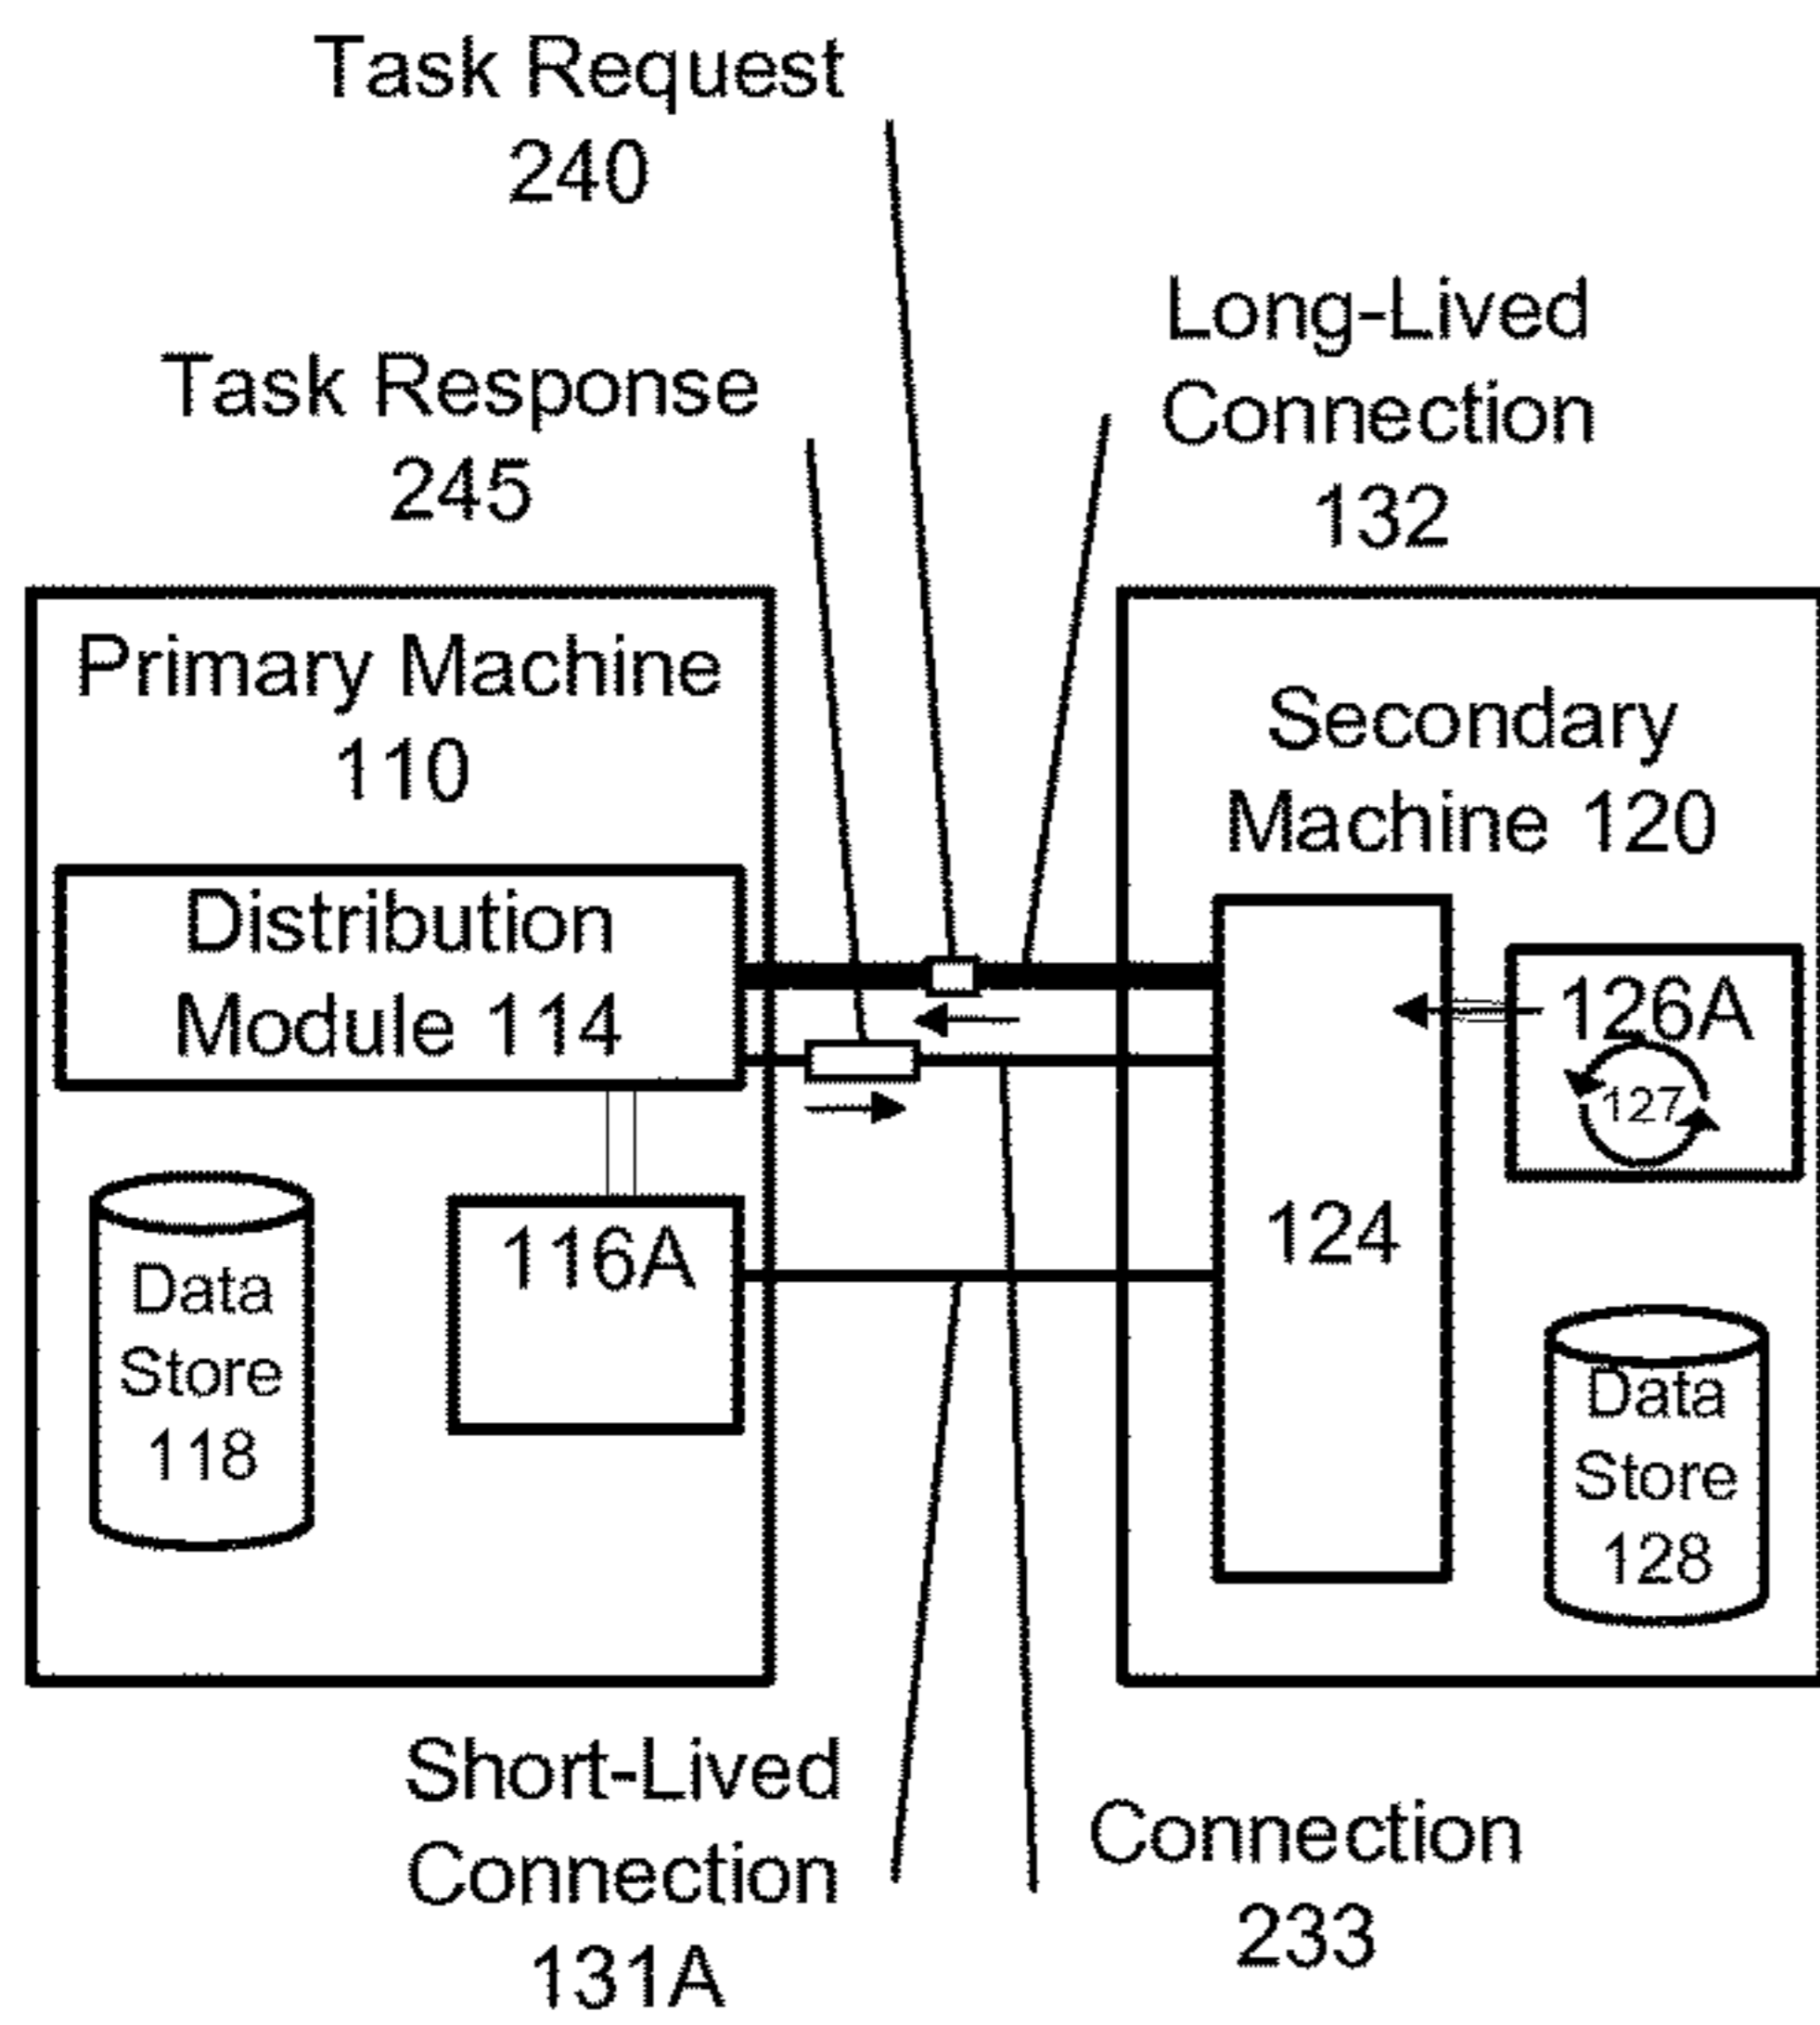 Task Request
240
Task Response
245
Long-Lived
Connection
132
Primary Machine
110
Distribution
Module 114
116A
Data
Store
118
Secondary
Machine 120
124
126A
127
Data
Store
128
Short-Lived
Connection
131A
Connection
233